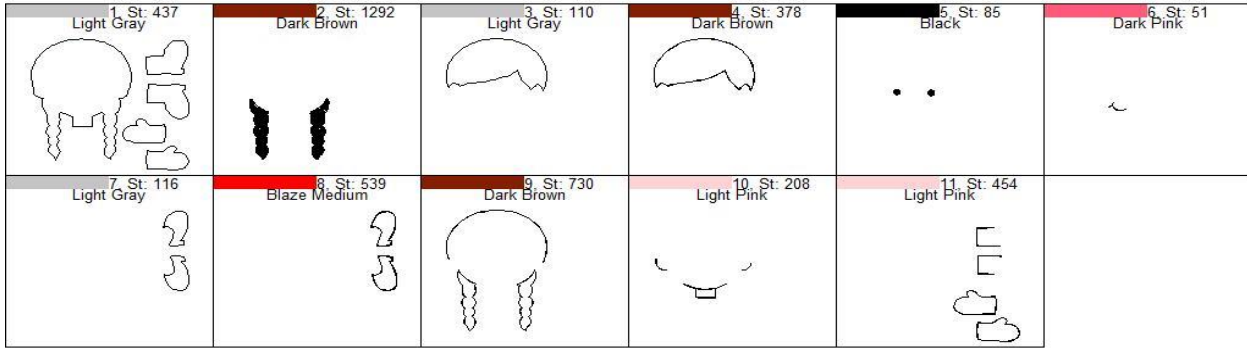 1, St: 437
Light Gray
2, St: 1292
Dark Brown
3, St: 110
Light Gray
4, St: 378
Dark Brown
5, St: 85
Black
6, St: 51
Dark Pink
7, St: 116
Light Gray
8, St: 539
Blaze Medium
9, St: 730
Dark Brown
10, St: 208
Light Pink
11, St: 454
Light Pink